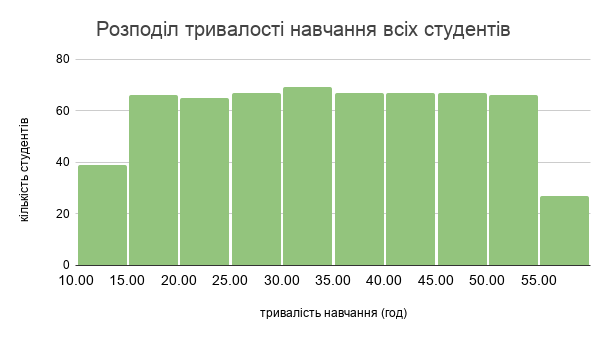 Розподіл тривалості навчання всіх студентів
80
60
40
20
0
кількість студентів
10.00 15.00 20.00 25.00 30.00 35.00 40.00 45.00 50.00 55.00
тривалість навчання (год)